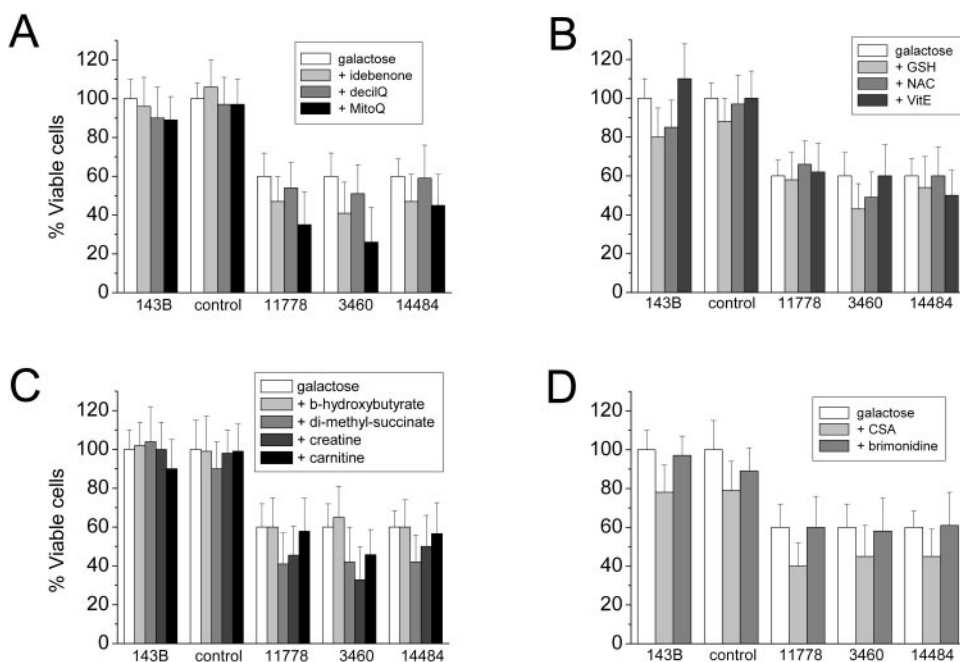 A
% Viable cells
120
100
80
60
40
20
0
galactose
+ idebenone
+ decilQ
+ MitoQ
143B control 11778 3460 14484
B
120
100
80
60
40
20
0
galactose
+ GSH
+ NAC
+ VitE
143B control 11778 3460 14484
C
% Viable cells
120
100
80
60
40
20
0
galactose
+ b-hydroxybutyrate
+ di-methyl-succinate
+ creatine
+ carnitine
143B control 11778 3460 14484
D
120
100
80
60
40
20
0
galactose
+ CSA
+ brimonidine
143B control 11778 3460 14484